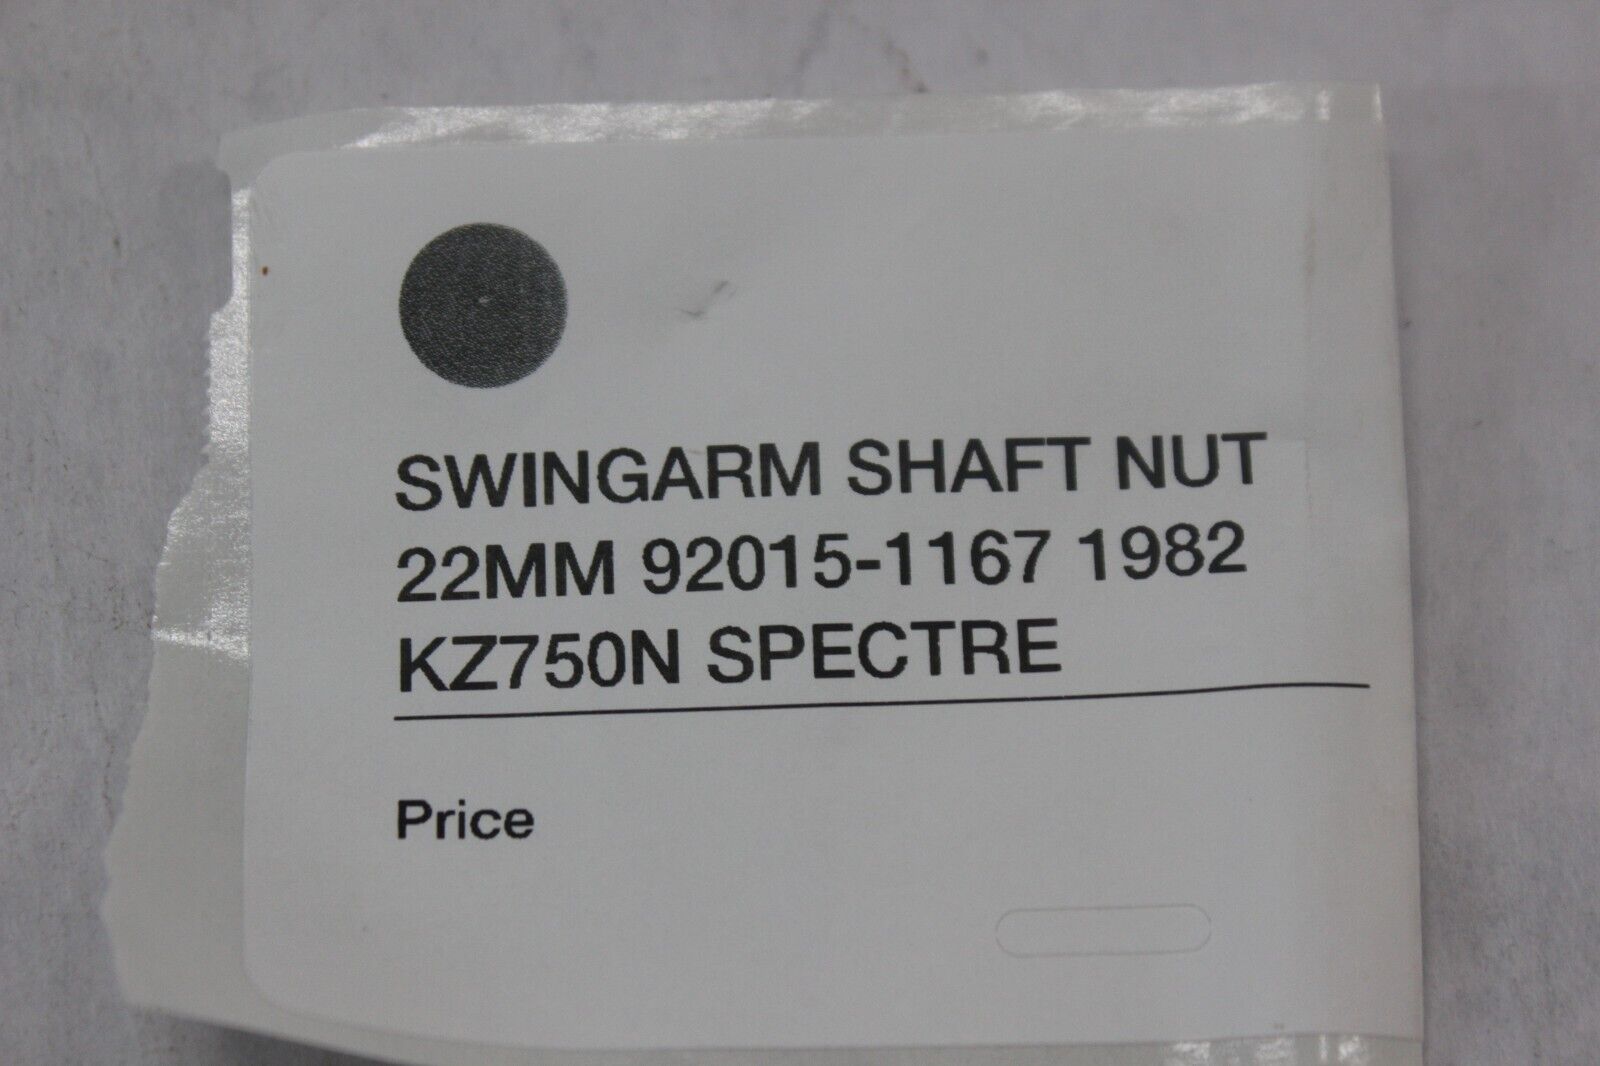 SWINGARM SHAFT NUT
22MM 92015-1167 1982
KZ750N SPECTRE
Price